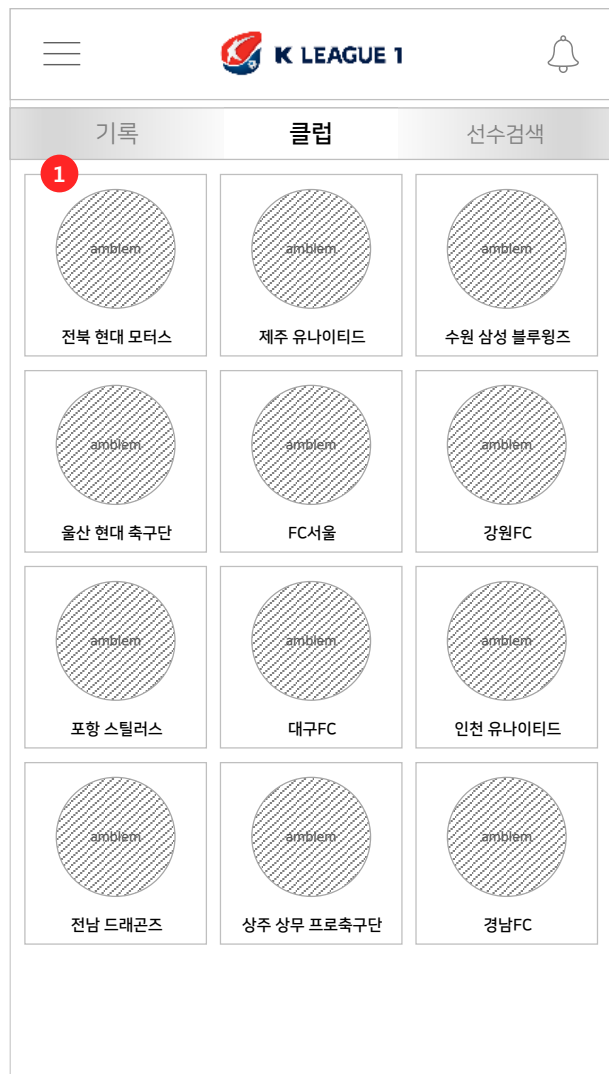 K LEAGUE 1
기록 클럽 선수검색
1
amblem amblem amblem
전북 현대 모터스 제주 유나이티드 수원 삼성 블루윙즈
amblem amblem amblem
울산 현대 축구단 FC서울 강원FC
amblem amblem amblem
포항 스틸러스 대구FC 인천 유나이티드
amblem amblem amblem
전남 드래곤즈 상주 상무 프로축구단 경남FC